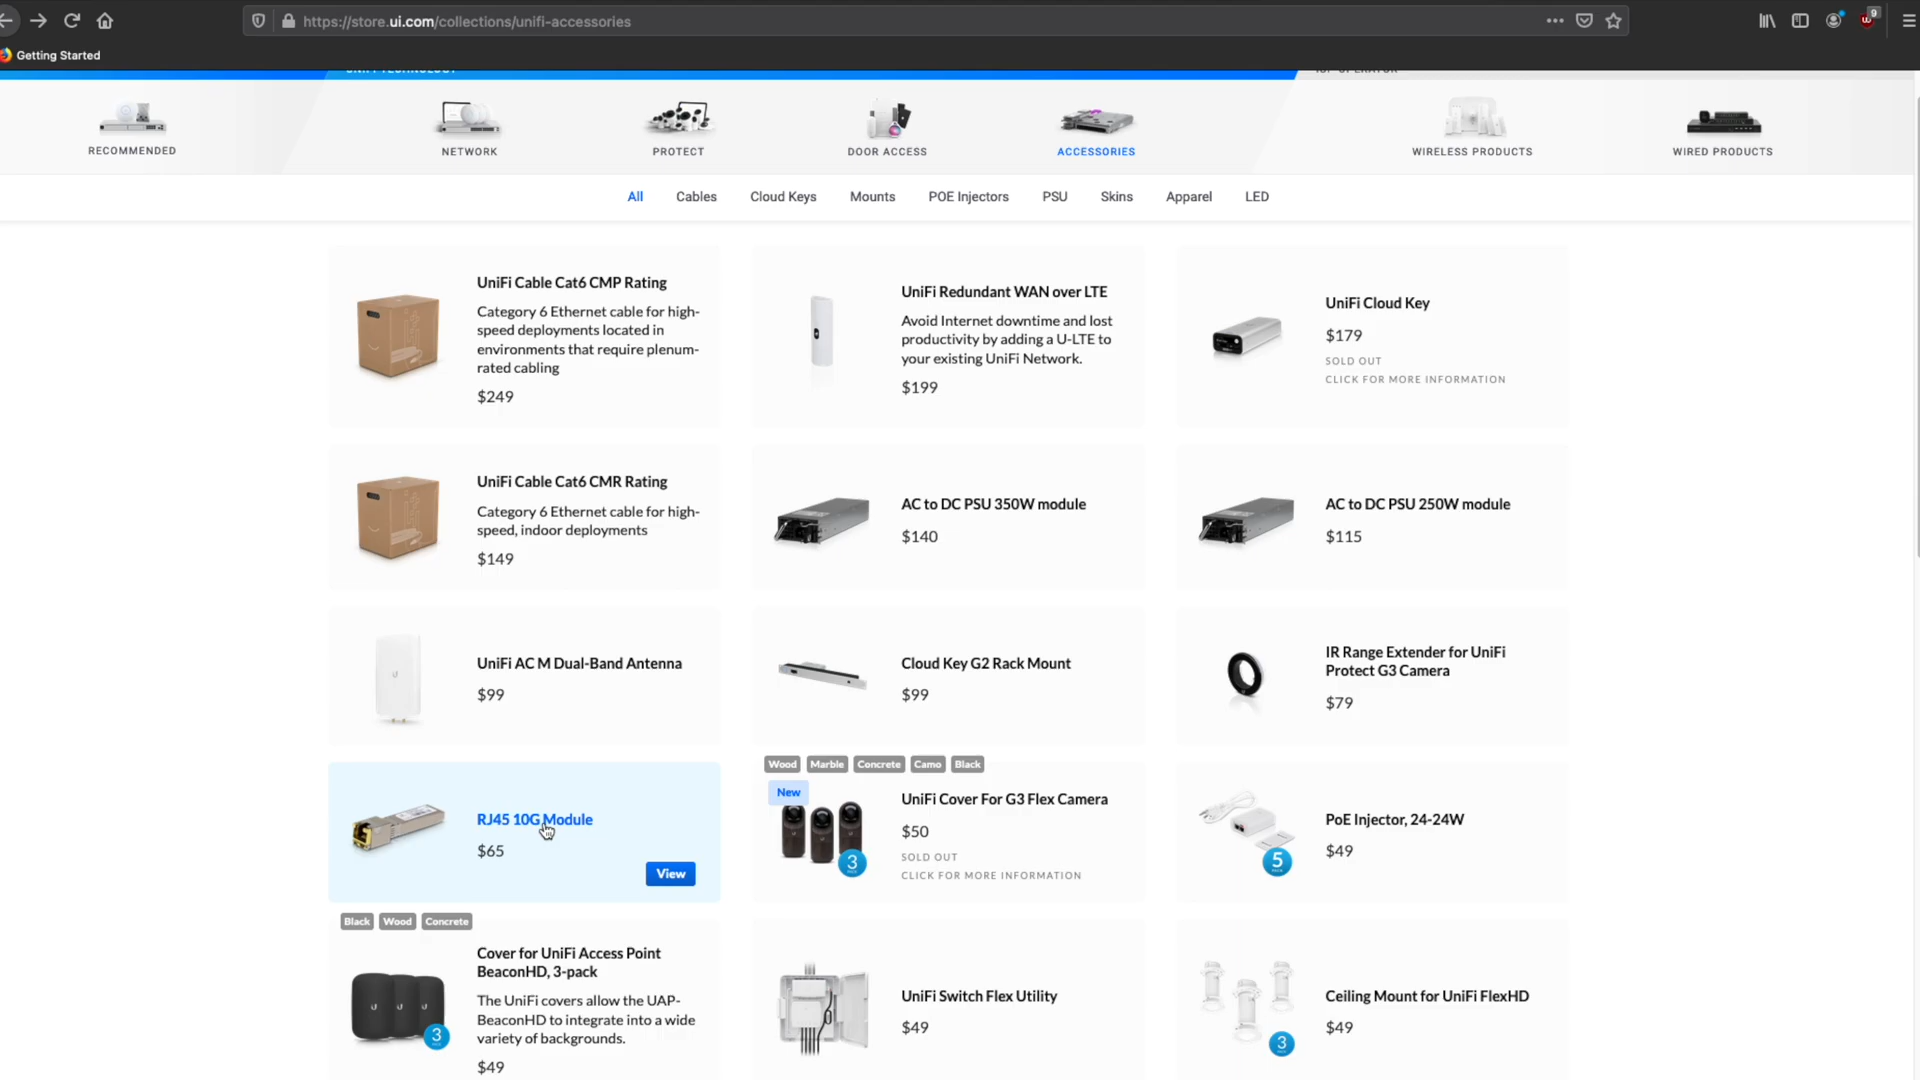 https://store.ui.com/collections/unifi-accessories
9
Getting Started
UNIFI TECHNOLOGY
ISP OPERATOR
RECOMMENDED
NETWORK
PROTECT
DOOR ACCESS
ACCESSORIES
WIRELESS PRODUCTS
WIRED PRODUCTS
All
Cables
Cloud Keys
Mounts
POE Injectors
PSU
Skins
Apparel
LED
UniFi Cable Cat6 CMP Rating
Category 6 Ethernet cable for high-
speed deployments located in
environments that require plenum-
rated cabling
$249
UniFi Redundant WAN over LTE
Avoid Internet downtime and lost
productivity by adding a U-LTE to
your existing UniFi Network.
$199
UniFi Cloud Key
$179
SOLD OUT
CLICK FOR MORE INFORMATION
UniFi Cable Cat6 CMR Rating
Category 6 Ethernet cable for high-
speed, indoor deployments
$149
AC to DC PSU 350W module
$140
AC to DC PSU 250W module
$115
UniFi AC M Dual-Band Antenna
$99
Cloud Key G2 Rack Mount
$99
IR Range Extender for UniFi
Protect G3 Camera
$79
RJ45 10G Module
$65
View
Wood
Marble
Concrete
Camo
Black
New
3
UniFi Cover For G3 Flex Camera
$50
SOLD OUT
CLICK FOR MORE INFORMATION
5
PoE Injector, 24-24W
$49
Black
Wood
Concrete
3
Cover for UniFi Access Point
BeaconHD, 3-pack
The UniFi covers allow the UAP-
BeaconHD to integrate into a wide
variety of backgrounds.
$49
UniFi Switch Flex Utility
$49
3
Ceiling Mount for UniFi FlexHD
$49